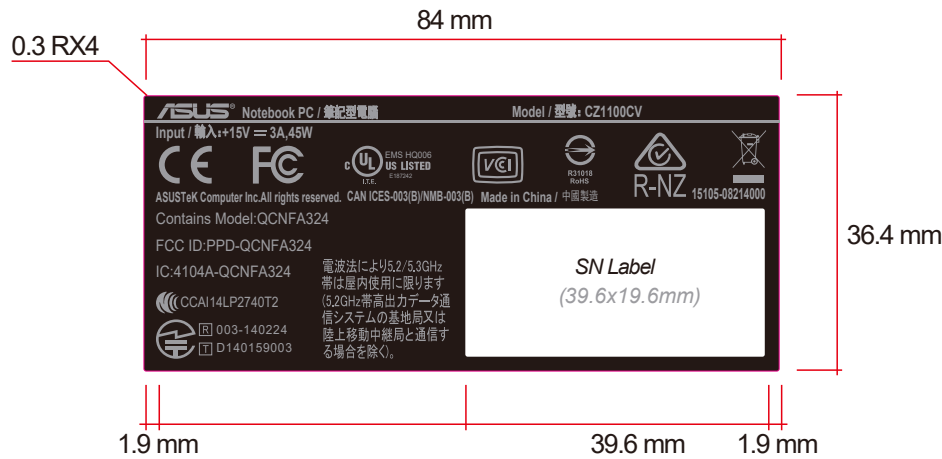 84 mm
0.3 RX4
ASUS® Notebook PC / 筆記型電腦 Model / 型號: CZ1100CV
Input / 輸入:+15V ⎓ 3A,45W
CE FC c UL US LISTED EMS HQ006 E187242 I.T.E. VCI R31018 RoHS R-NZ 15105-08214000
ASUSTeK Computer Inc.All rights reserved. CAN ICES-003(B)/NMB-003(B) Made in China / 中國製造
Contains Model:QCNFA324
FCC ID:PPD-QCNFA324
IC:4104A-QCNFA324
CCAI14LP2740T2
R 003-140224
T D140159003
電波法により5.2/5.3GHz
帯は屋内使用に限ります
(5.2GHz帯高出力データ通
信システムの基地局又は
陸上移動中継局と通信す
る場合を除く)。
SN Label
(39.6x19.6mm)
36.4 mm
1.9 mm 39.6 mm 1.9 mm